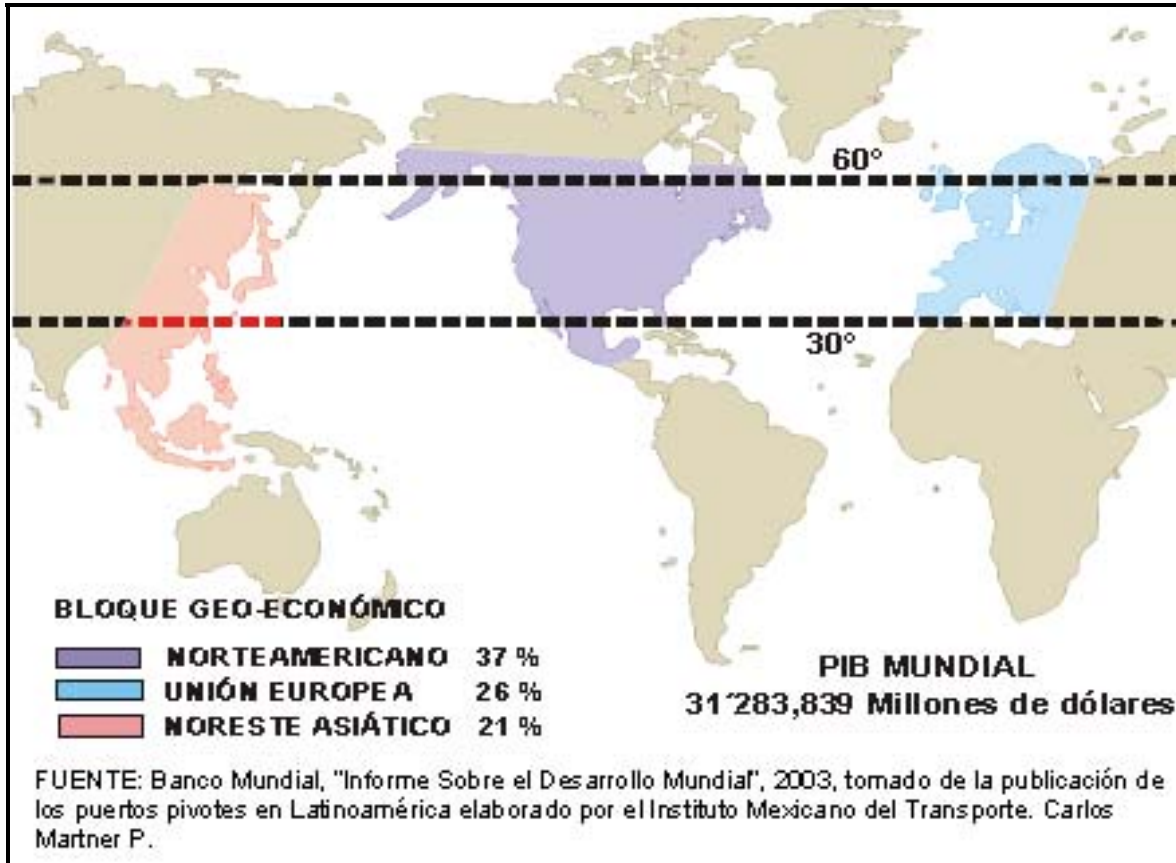 60°
30°
BLOQUE GEO-ECONÓMICO
NORTEAMERICANO 37 %
UNIÓN EUROPEA 26 %
NORESTE ASIÁTICO 21 %
PIB MUNDIAL
31´283,839 Millones de dólares
FUENTE: Banco Mundial, "Informe Sobre el Desarrollo Mundial", 2003, tomado de la publicación de
los puertos pivotes en Latinoamérica elaborado por el Instituto Mexicano del Transporte. Carlos
Martner P.